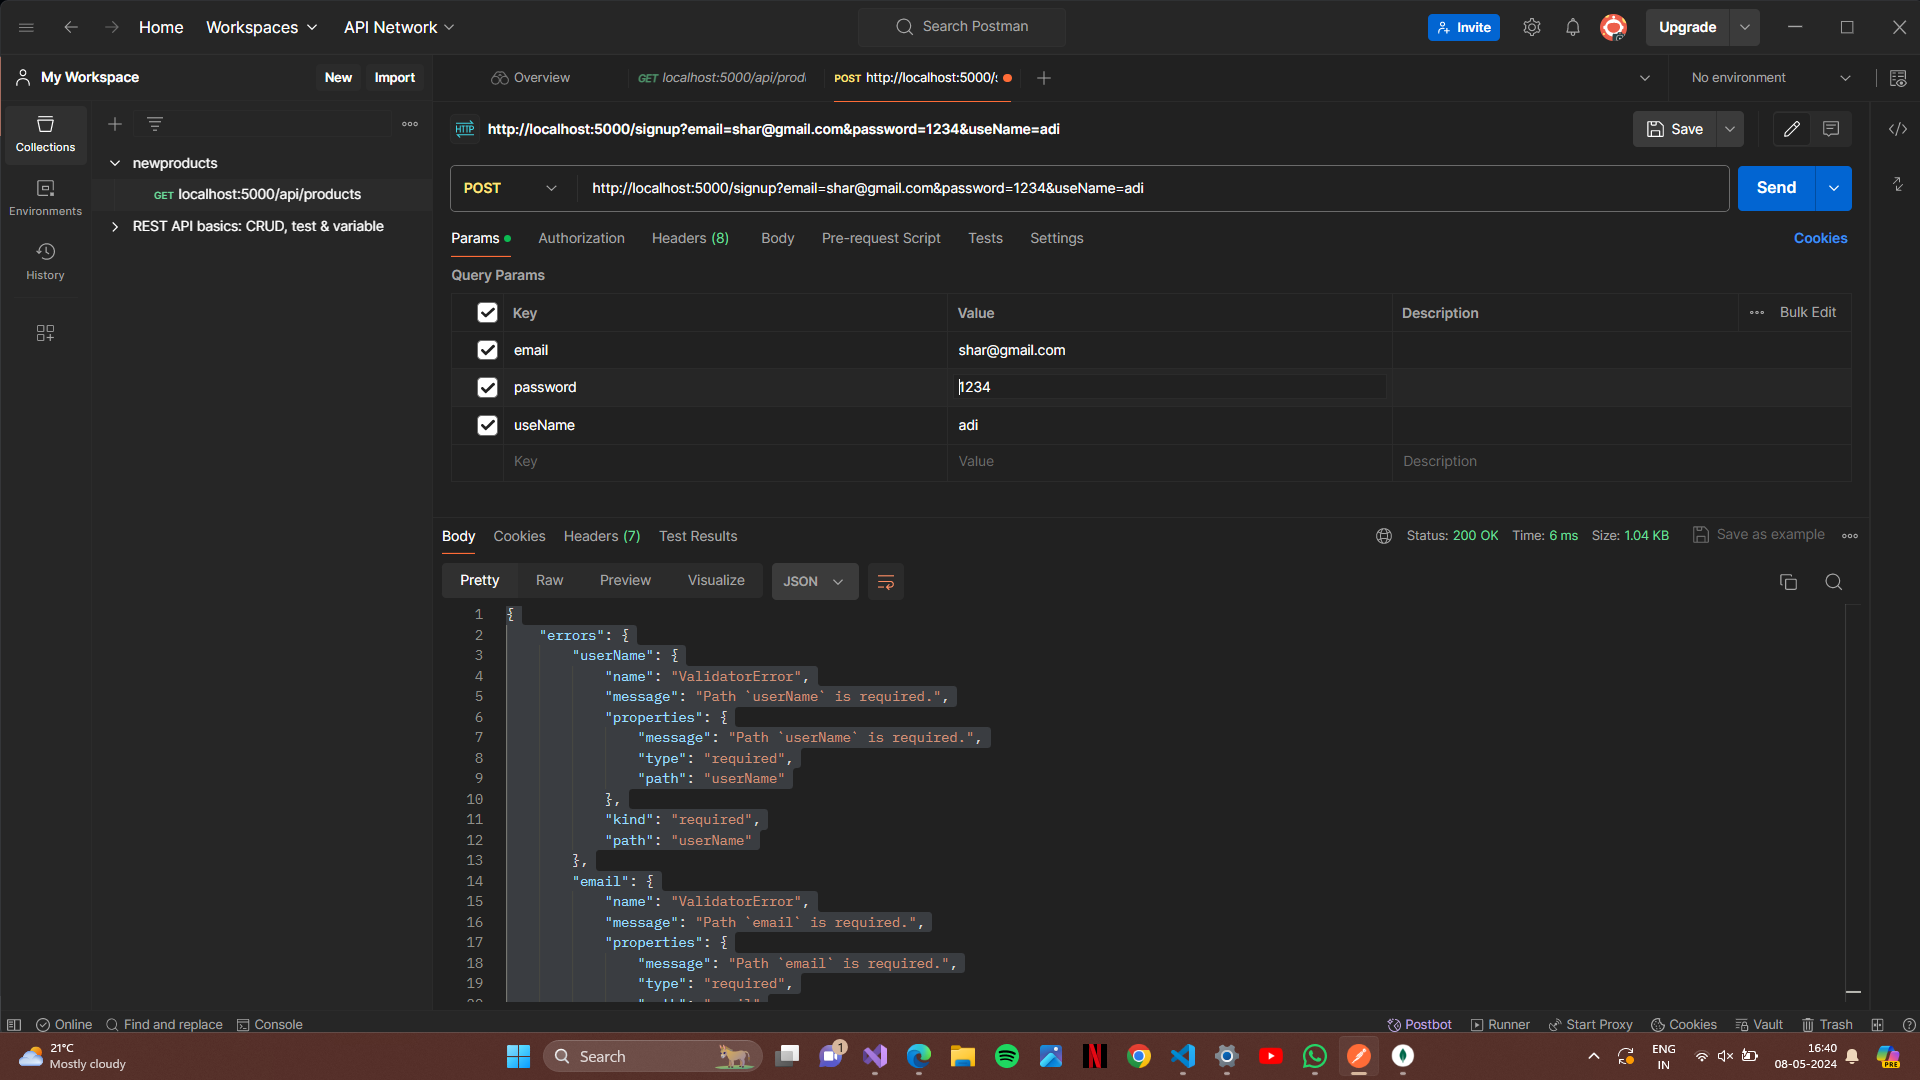 Home Workspaces API Network Search Postman Invite Upgrade
My Workspace New Import Overview GET localhost:5000/api/prod POST http://localhost:5000/ No environment
HTTP http://localhost:5000/signup?email=shar@gmail.com&password=1234&useName=adi Save
Collections
newproducts
GET localhost:5000/api/products
REST API basics: CRUD, test & variable
Environments
History
POST http://localhost:5000/signup?email=shar@gmail.com&password=1234&useName=adi Send
Params Authorization Headers (8) Body Pre-request Script Tests Settings Cookies
Query Params
Key Value Description Bulk Edit
email shar@gmail.com
password 1234
useName adi
Key Value Description
Body Cookies Headers (7) Test Results Status: 200 OK Time: 6 ms Size: 1.04 KB Save as example
Pretty Raw Preview Visualize JSON
1 {
2 "errors": {
3 "userName": {
4 "name": "ValidatorError",
5 "message": "Path `userName` is required.",
6 "properties": {
7 "message": "Path `userName` is required.",
8 "type": "required",
9 "path": "userName"
10 },
11 "kind": "required",
12 "path": "userName"
13 },
14 "email": {
15 "name": "ValidatorError",
16 "message": "Path `email` is required.",
17 "properties": {
18 "message": "Path `email` is required.",
19 "type": "required",
Online Find and replace Console Postbot Runner Start Proxy Cookies Vault Trash
21°C
Mostly cloudy
Search
1
ENG
IN
16:40
08-05-2024
PRE